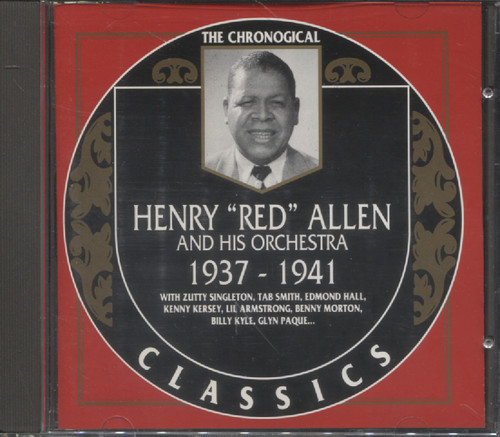 THE CHRONOGICAL
HENRY "RED" ALLEN
AND HIS ORCHESTRA
1937 - 1941
WITH ZUTTY SINGLETON, TAB SMITH, EDMOND HALL,
KENNY KERSEY, LIL ARMSTRONG, BENNY MORTON,
BILLY KYLE, GLYN PAQUE...
CLASSICS